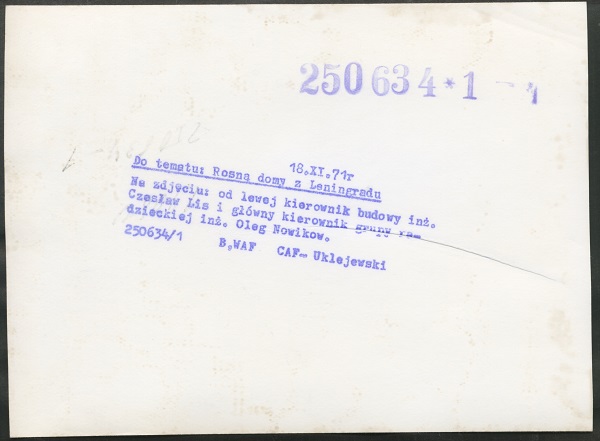 250634*1 - 1
18.XI.71r
Do tematu: Rosną domy z Leningradu
Na zdjęciu: od lewej kierownik budowy inż.
Czesław Lis i główny kierownik grupy ra-
dzieckiej inż. Oleg Nowikow.
250634/1 B,WAF CAF- Uklejewski